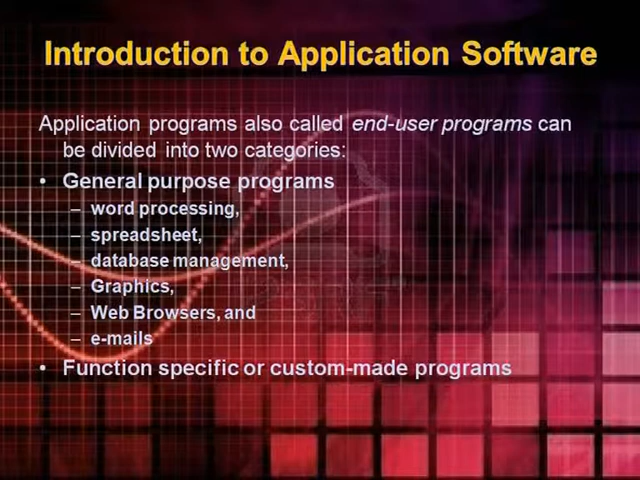 Introduction to Application Software
Application programs also called end-user programs can
be divided into two categories:
• General purpose programs
– word processing,
– spreadsheet,
– database management,
– Graphics,
– Web Browsers, and
– e-mails
• Function specific or custom-made programs